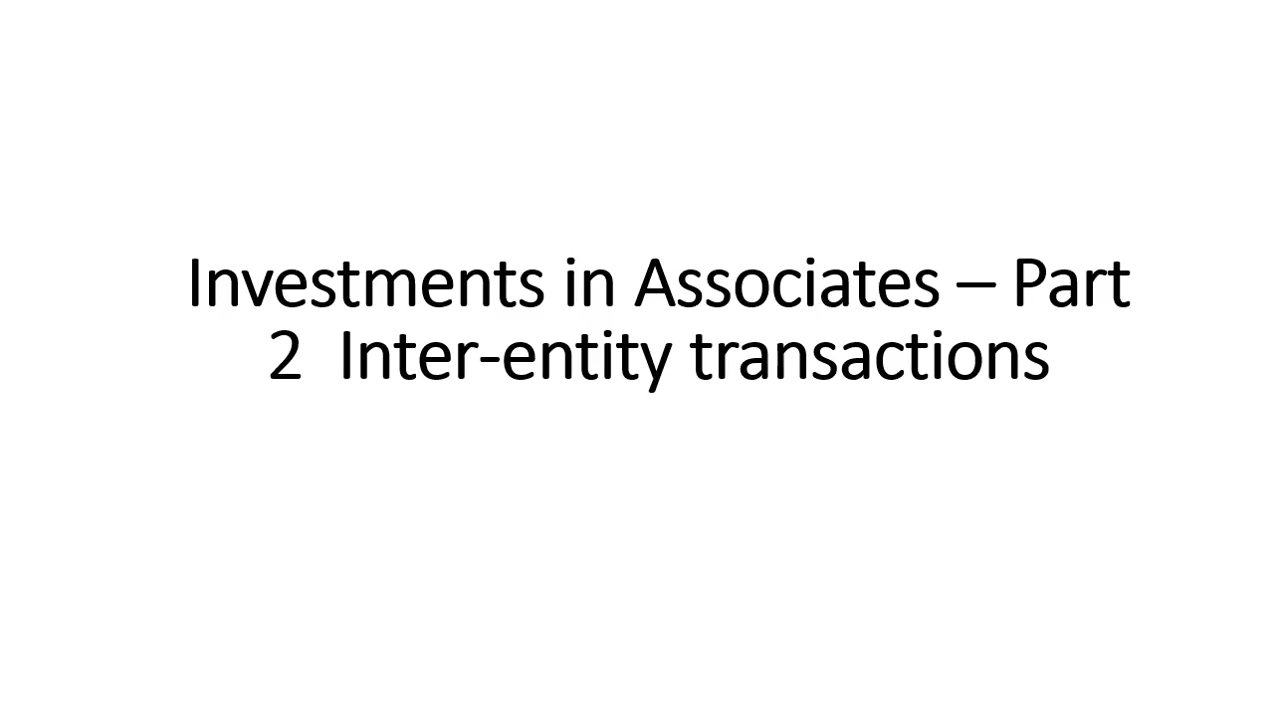 Investments in Associates – Part
2  Inter-entity transactions